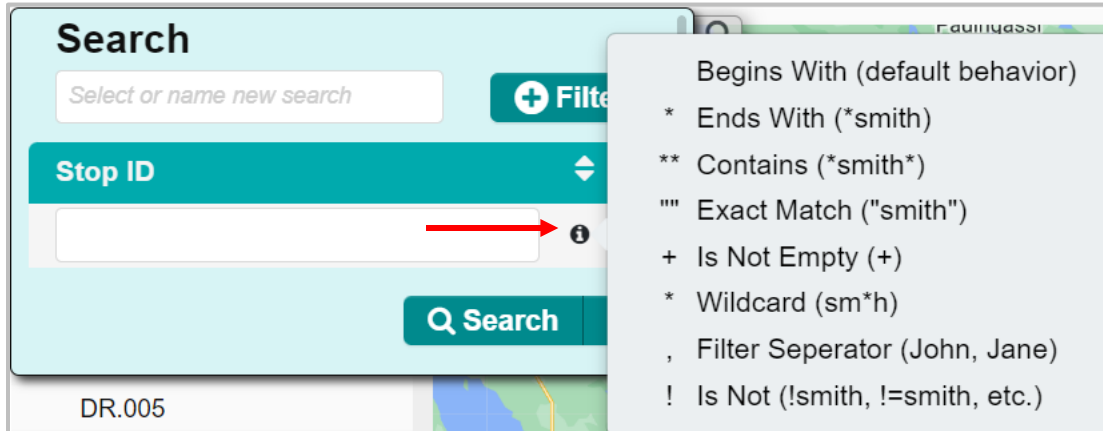 Search
Select or name new search
Filte
Stop ID
Search
DR.005
Begins With (default behavior)
* Ends With (*smith)
** Contains (*smith*)
"" Exact Match ("smith")
+ Is Not Empty (+)
* Wildcard (sm*h)
, Filter Seperator (John, Jane)
! Is Not (!smith, !=smith, etc.)